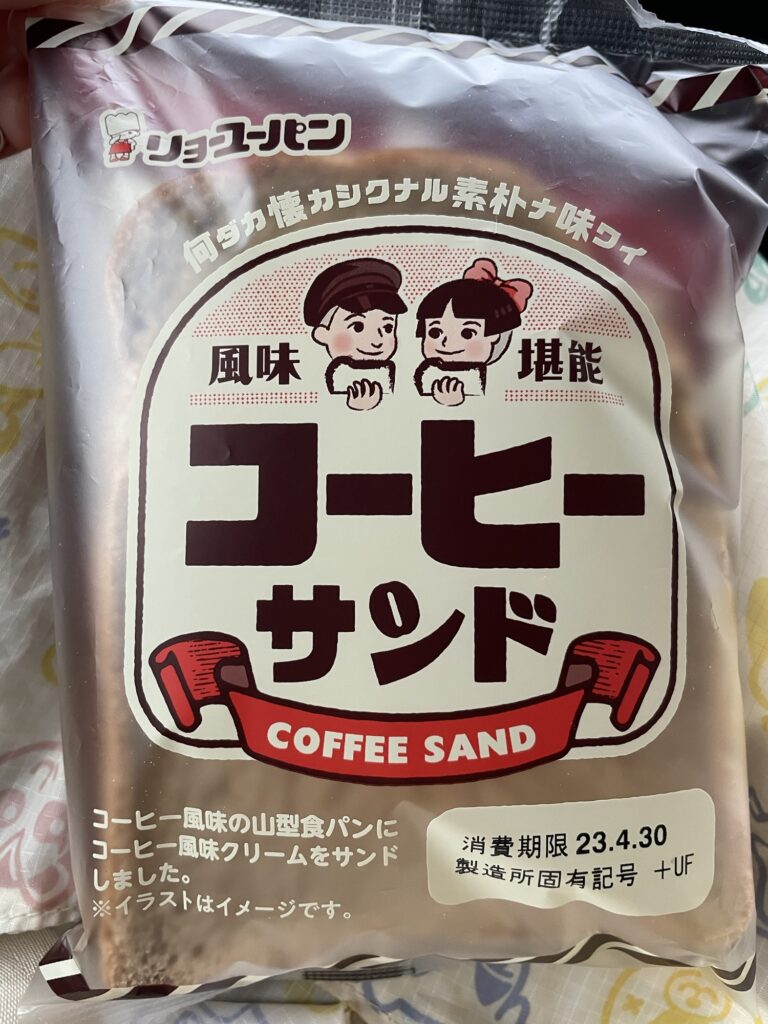 リョーユーパン
何ダカ懐カシクナル素朴ナ味ワイ
風味 堪能
コーヒー
サンド
COFFEE SAND
コーヒー風味の山型食パンに
コーヒー風味クリームをサンド
しました。
※イラストはイメージです。
消費期限 23.4.30
製造所固有記号 +UF